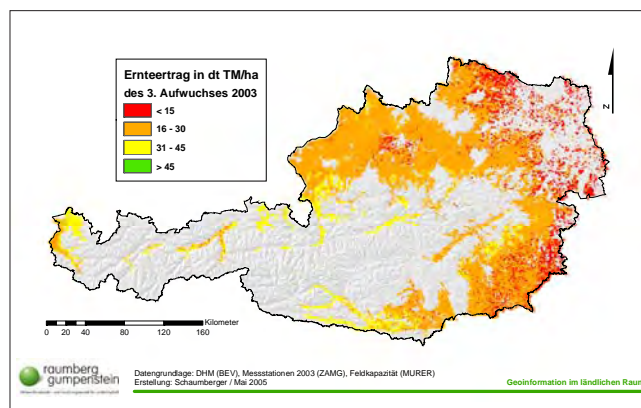 Ernteertrag in dt TM/ha
des 3. Aufwuchses 2003
< 15
16 - 30
31 - 45
> 45
N
0 10 20 40 80 120 160
Kilometer
raumberg
gumpenstein
Datengrundlage: DHM (BEV), Messstationen 2003 (ZAMG), Feldkapazität (MURER)
Erstellung: Schaumberger / Mai 2005
Geoinformation im ländlichen Raum